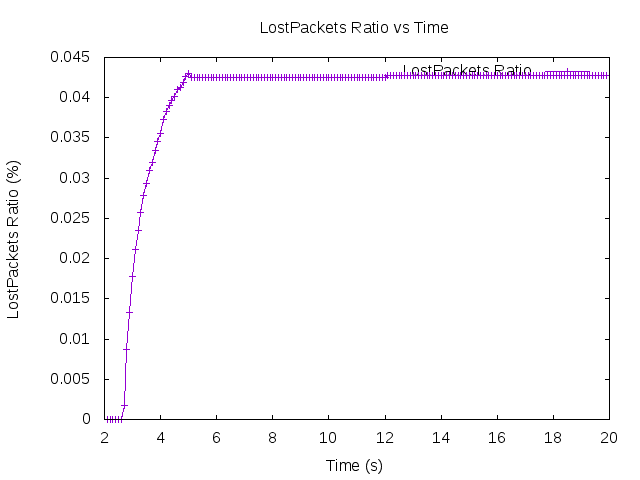 LostPackets Ratio vs Time
LostPackets Ratio
LostPackets Ratio (%)
0.045
0.04
0.035
0.03
0.025
0.02
0.015
0.01
0.005
0
2 4 6 8 10 12 14 16 18 20
Time (s)